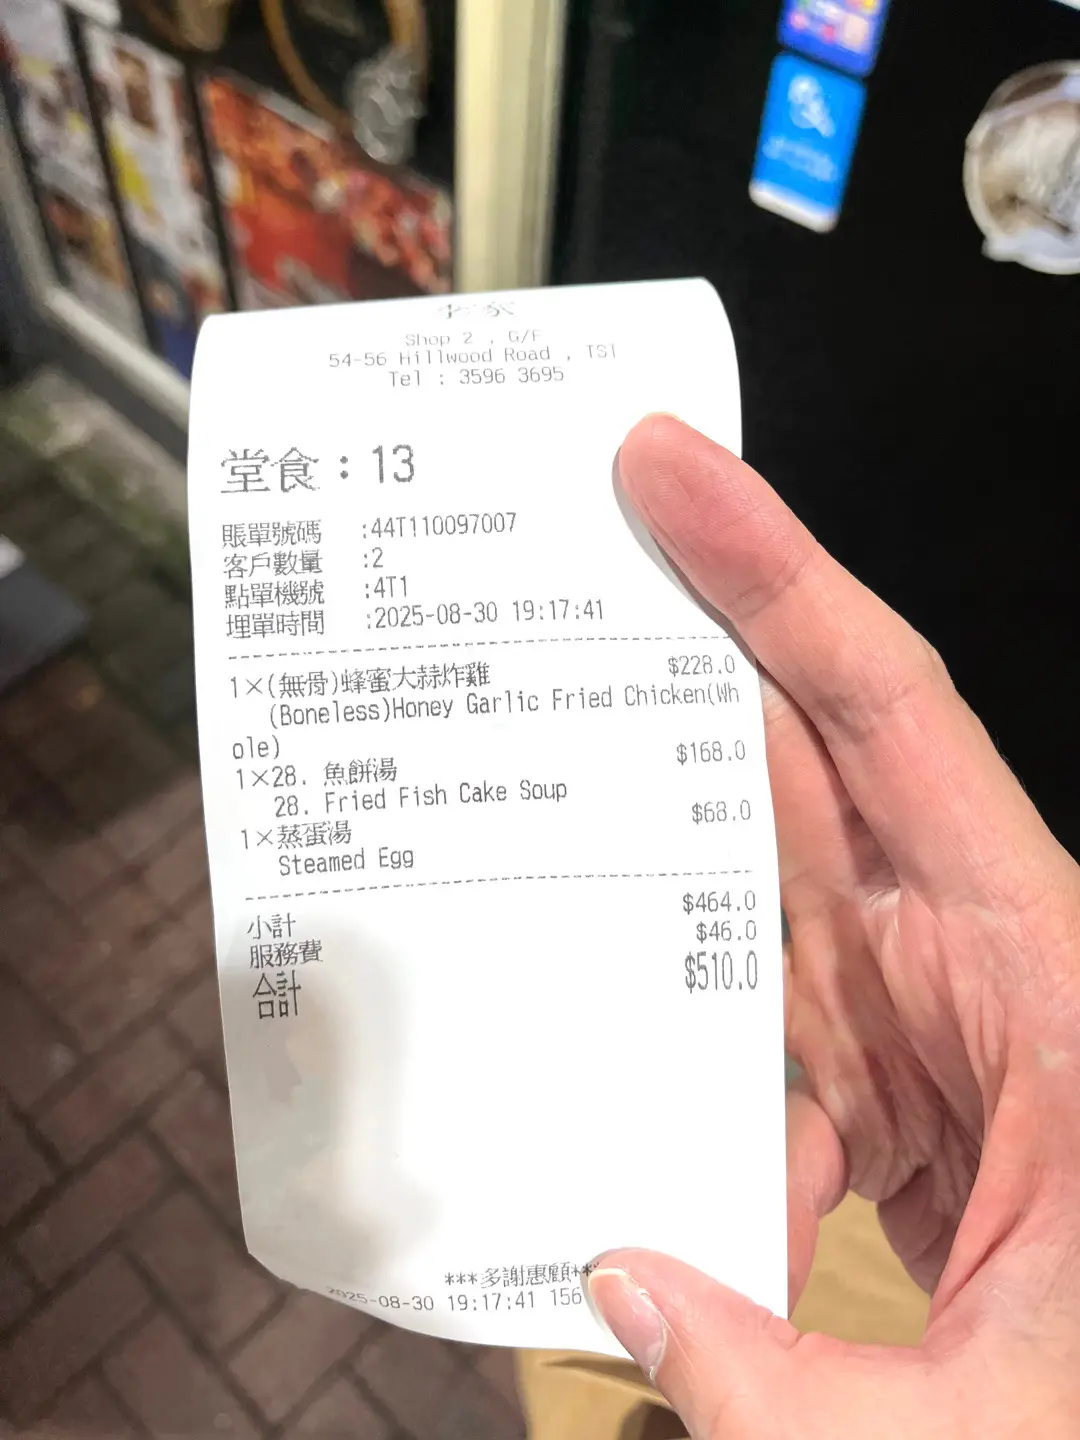 Shop 2 , G/F
54-56 Hillwood Road , TST
Tel : 3596 3695
堂食：13
賬單號碼 :44T110097007
客戶數量 :2
點單機號 :4T1
埋單時間 :2025-08-30 19:17:41
1×(無骨)蜂蜜大蒜炸雞 $228.0
(Boneless)Honey Garlic Fried Chicken(Wh
ole)
1×28. 魚餅湯 $168.0
28. Fried Fish Cake Soup
1×蒸蛋湯 $68.0
Steamed Egg
小計 $464.0
服務費 $46.0
合計 $510.0
***多謝惠顧**
2025-08-30 19:17:41 156